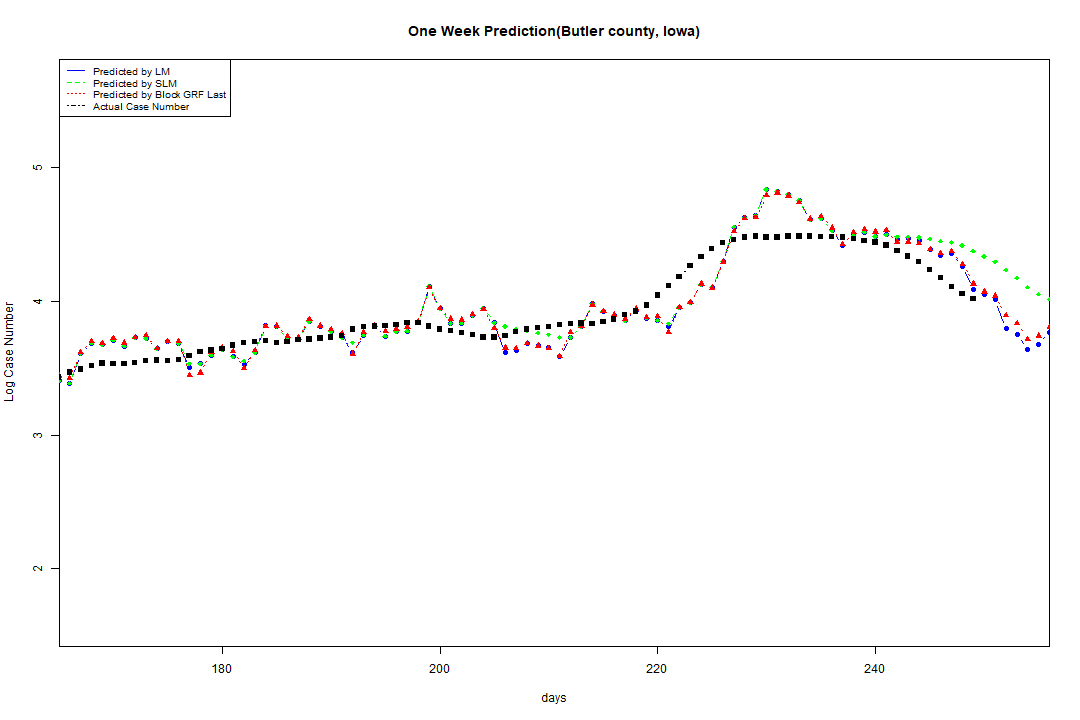 One Week Prediction(Butler county, Iowa)
Predicted by LM
Predicted by SLM
Predicted by Block GRF Last
Actual Case Number
5
4
3
2
Log Case Number
180
200
220
240
days